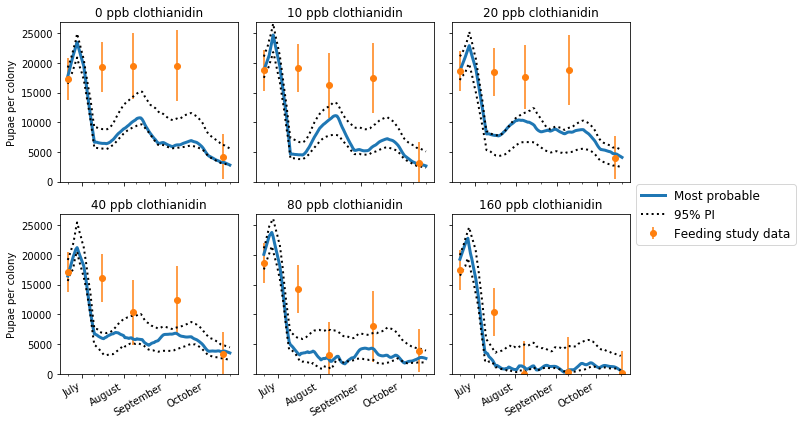 0 ppb clothianidin
10 ppb clothianidin
20 ppb clothianidin
25000
20000
15000
10000
5000
0
Pupae per colony
Most probable
95% PI
Feeding study data
40 ppb clothianidin
80 ppb clothianidin
160 ppb clothianidin
25000
20000
15000
10000
5000
0
Pupae per colony
July
August
September
October
July
August
September
October
July
August
September
October